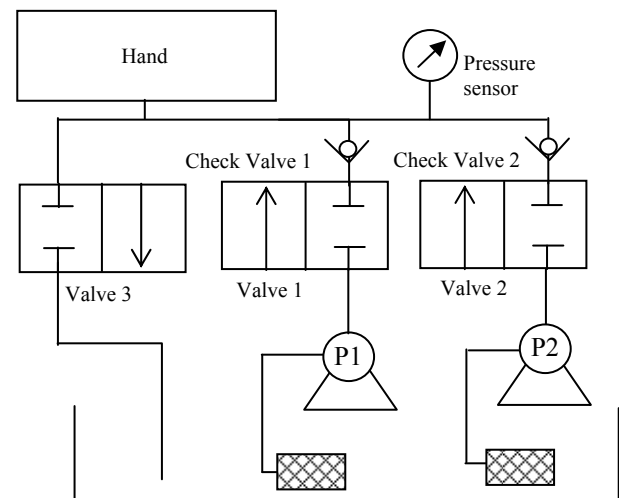 Hand
Pressure
sensor
Check Valve 1
Check Valve 2
Valve 3
Valve 1
Valve 2
P1
P2